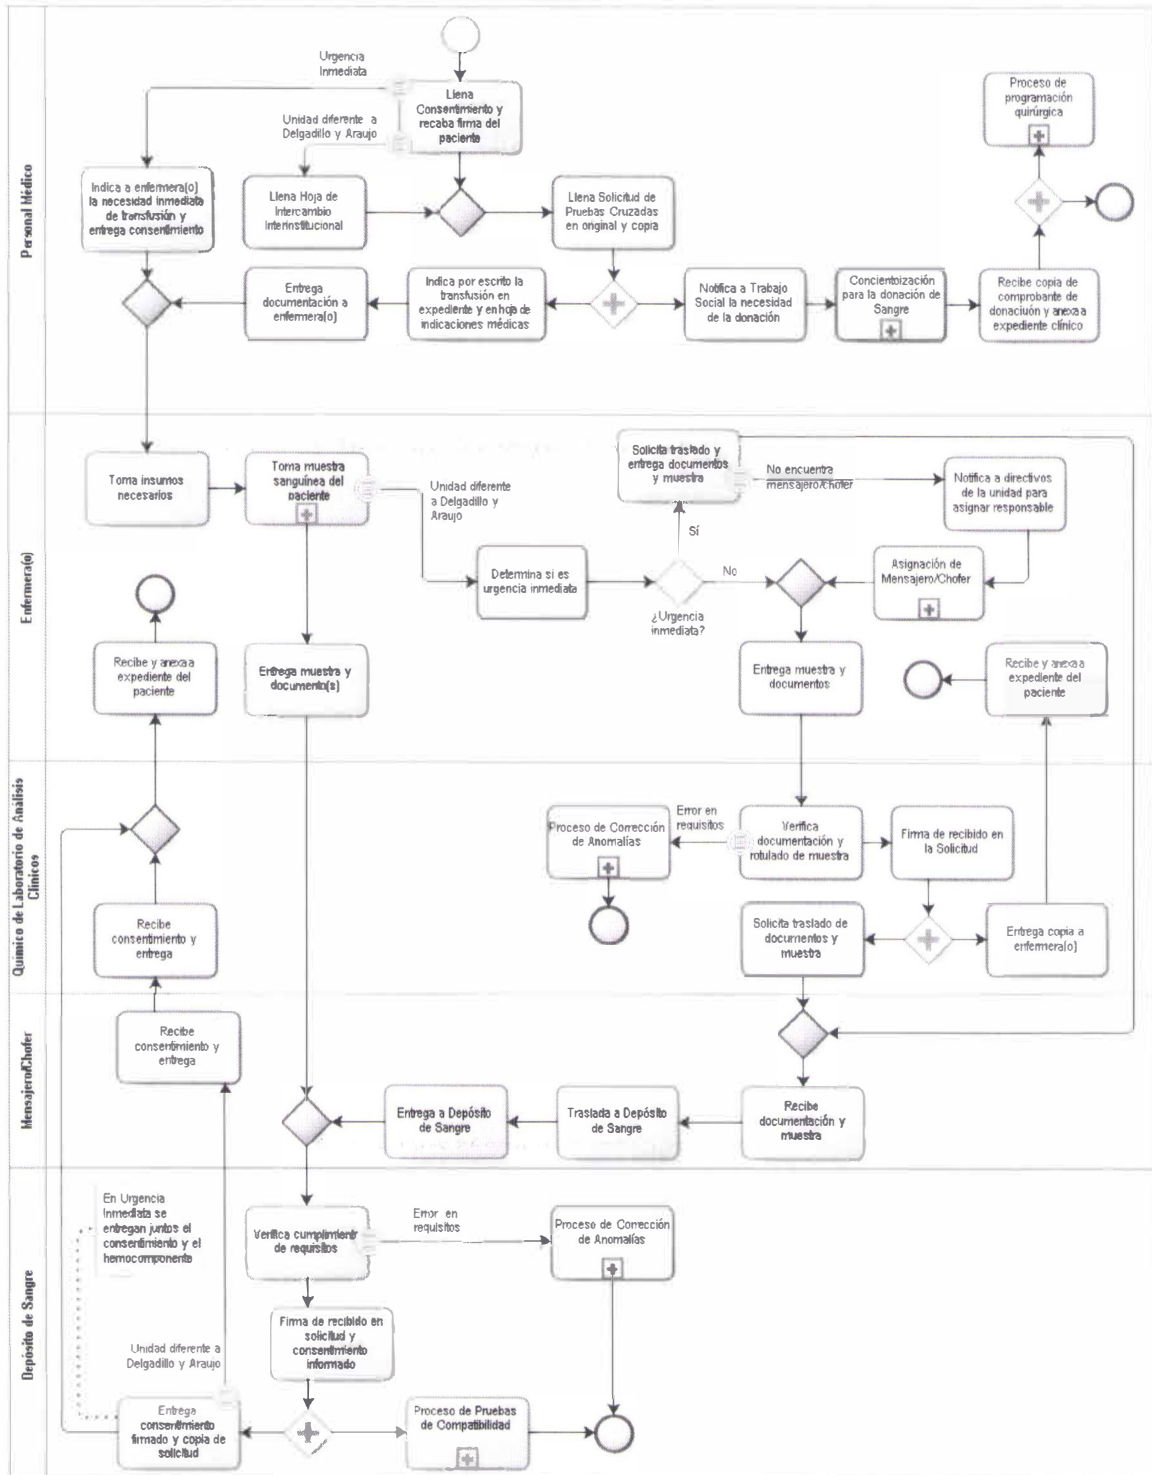 Personal Médico
Urgencia
Inmediata
Llena
Consentimiento y
recaba firma del
paciente
Unidad diferente a
Delgadillo y Araujo
Proceso de
programación
quirúrgica
Indica a enfermera(o)
la necesidad inmediata
de transfusión y
entrega consentimiento
Llena Hoja de
Intercambio
Interinstitucional
Llena Solicitud de
Pruebas Cruzadas
en original y copia
Entrega
documentación a
enfermera(o)
Indica por escrito la
transfusión en
expediente y en hoja de
indicaciones médicas
Notifica a Trabajo
Social la necesidad
de la donación
Concientoización
para la donación de
Sangre
Recibe copia de
comprobante de
donaciuón y anexa a
expediente clínico
Enfermera(o)
Toma insumos
necesarios
Toma muestra
sanguínea del
paciente
Unidad diferente
a Delgadillo y
Araujo
Solicita traslado y
entrega documentos
y muestra
No encuentra
mensajero/chofer
Notifica a directivos
de la unidad para
asignar responsable
Sí
Determina si es
urgencia inmediata
No
¿Urgencia
inmediata?
Asignación de
Mensajero/Chofer
Recibe y anexa a
expediente del
paciente
Entrega muestra y
documento(s)
Entrega muestra y
documentos
Recibe y anexa a
expediente del
paciente
Químico de Laboratorio de Análisis
Clínicos
Proceso de Corrección
de Anomalías
Error en
requisitos
Verifica
documentación y
rotulado de muestra
Firma de recibido en
la Solicitud
Recibe
consentimiento y
entrega
Solicita traslado de
documentos y
muestra
Entrega copia a
enfermera(o)
Mensajero/Chofer
Recibe
consentimiento y
entrega
Entrega a Depósito
de Sangre
Traslada a Depósito
de Sangre
Recibe
documentación y
muestra
Depósito de Sangre
En Urgencia
Inmediata se
entregan juntos el
consentimiento y el
hemocomponente
Verifica cumplimiento
de requisitos
Error en
requisitos
Proceso de Corrección
de Anomalías
Firma de recibido en
solicitud y
consentimiento
informado
Unidad diferente a
Delgadillo y Araujo
Entrega
consentimiento
firmado y copia de
solicitud
Proceso de Pruebas
de Compatibilidad